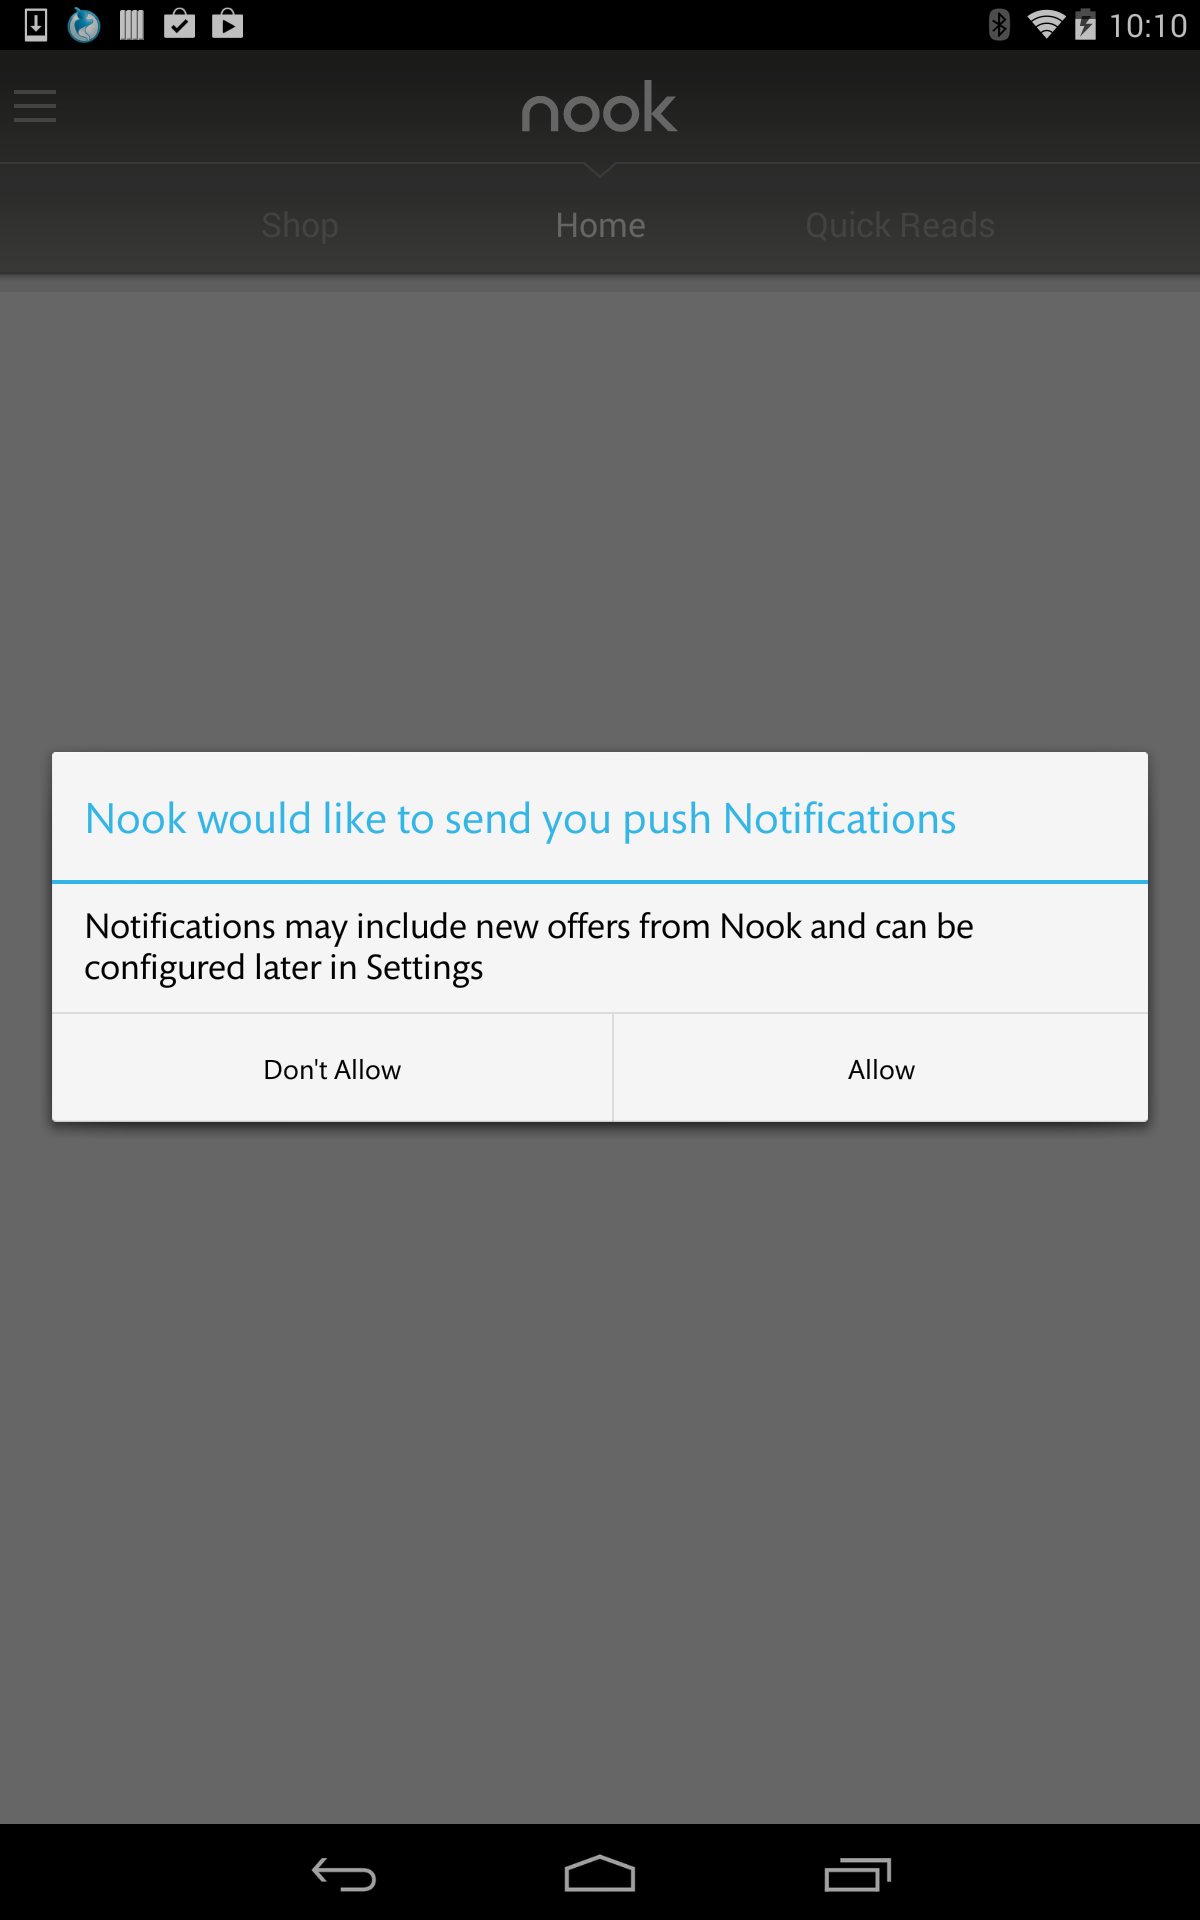 10:10
nook
Shop
Home
Quick Reads
Nook would like to send you push Notifications
Notifications may include new offers from Nook and can be
configured later in Settings
Don't Allow
Allow